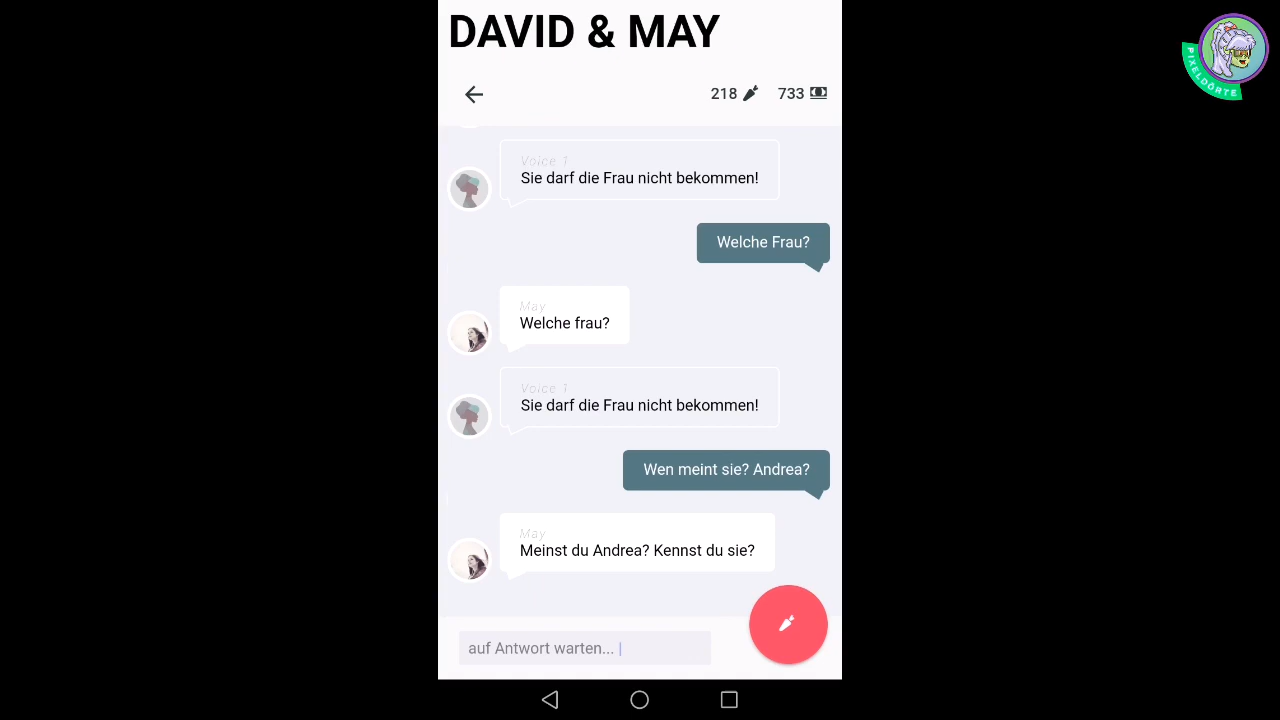 DAVID & MAY
218 733
Voice 1
Sie darf die Frau nicht bekommen!
Welche Frau?
May
Welche frau?
Voice 1
Sie darf die Frau nicht bekommen!
Wen meint sie? Andrea?
May
Meinst du Andrea? Kennst du sie?
auf Antwort warten...
PIXELDÖRTE